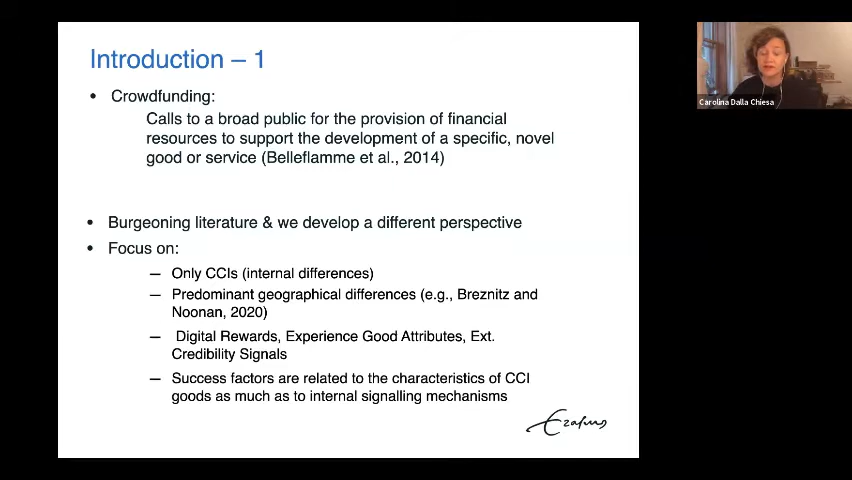 Introduction – 1
• Crowdfunding:
Calls to a broad public for the provision of financial
resources to support the development of a specific, novel
good or service (Belleflamme et al., 2014)
• Burgeoning literature & we develop a different perspective
• Focus on:
– Only CCIs (internal differences)
– Predominant geographical differences (e.g., Breznitz and
Noonan, 2020)
– Digital Rewards, Experience Good Attributes, Ext.
Credibility Signals
– Success factors are related to the characteristics of CCI
goods as much as to internal signalling mechanisms
Erasmus
Carolina Dalla Chiesa